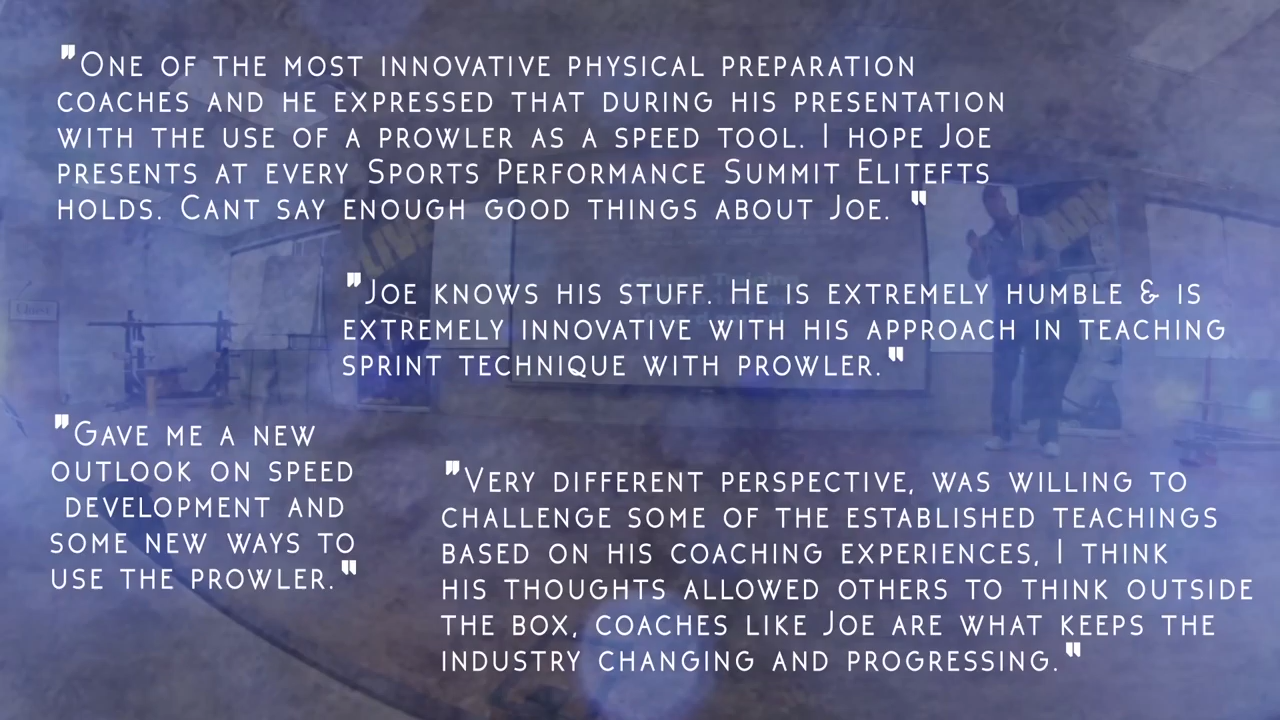 "One of the most innovative physical preparation
coaches and he expressed that during his presentation
with the use of a prowler as a speed tool. I hope Joe
presents at every Sports Performance Summit Elitefts
holds. Cant say enough good things about Joe. "
"Joe knows his stuff. He is extremely humble & is
extremely innovative with his approach in teaching
sprint technique with prowler."
"Gave me a new
outlook on speed
development and
some new ways to
use the prowler."
"Very different perspective, was willing to
challenge some of the established teachings
based on his coaching experiences, I think
his thoughts allowed others to think outside
the box, coaches like Joe are what keeps the
industry changing and progressing."
LIVE